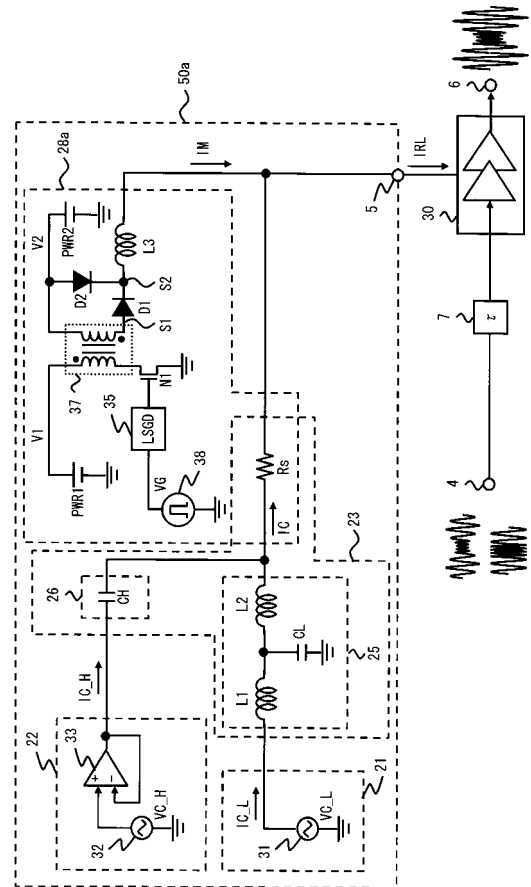 50a
28a
V2
PWR2
D2
S2
D1
S1
L3
IM
37
V1
PWR1
N1
35
LSGD
VG
38
26
CH
IC_H
22
33
+
−
32
VC_H
Rs
IC
23
L2
CL
L1
25
IC_L
31
VC_L
21
5
IRL
30
6
7
τ
4